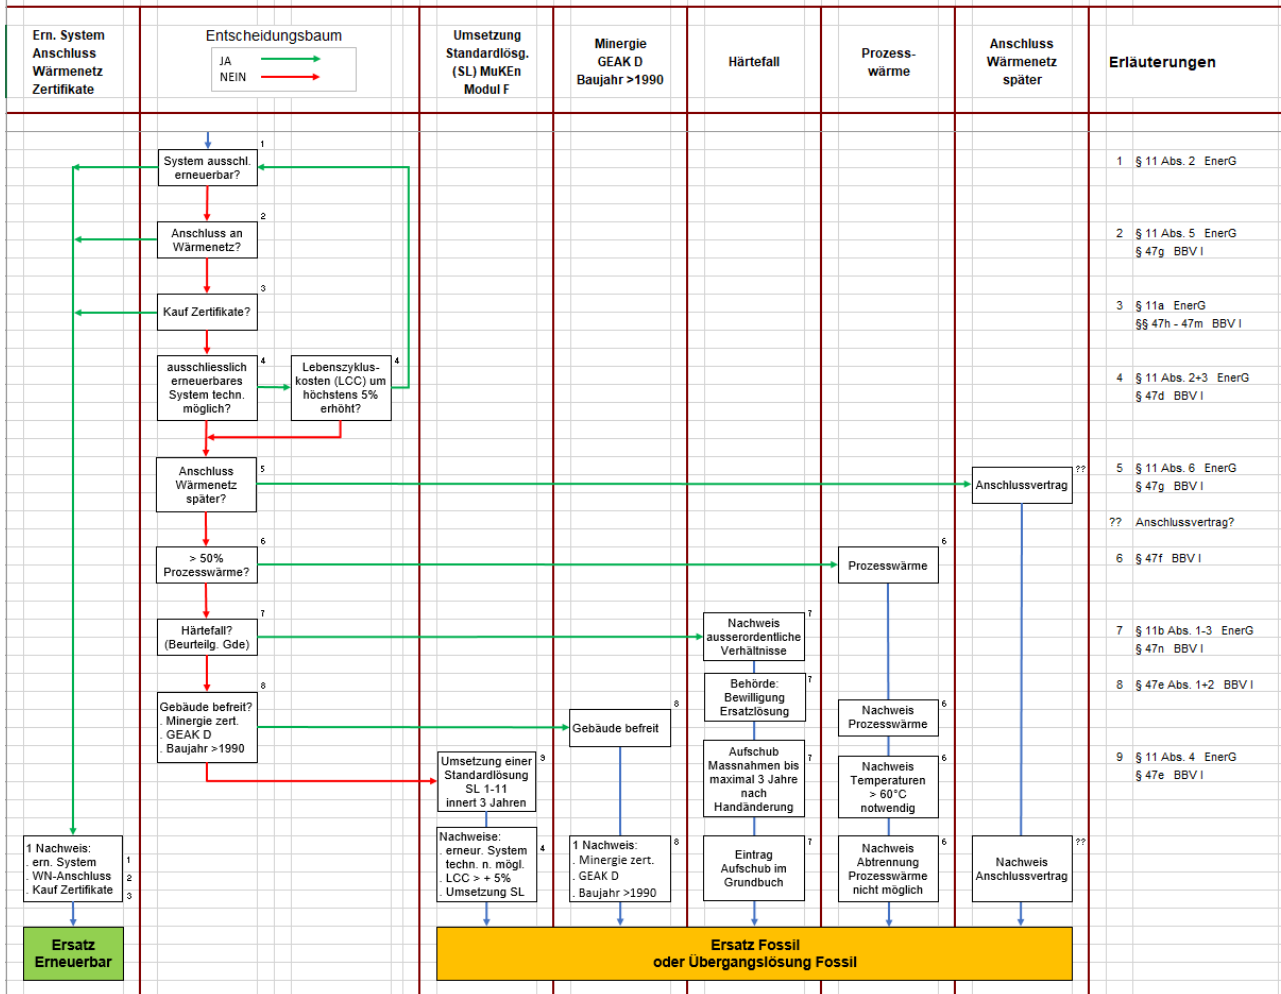 Ern. System
Anschluss
Wärmenetz
Zertifikate
Entscheidungsbaum
JA
NEIN
Umsetzung
Standardlösg.
(SL) MuKEn
Modul F
Minergie
GEAK D
Baujahr >1990
Härtefall
Prozess-
wärme
Anschluss
Wärmenetz
später
Erläuterungen
1
System ausschl.
erneuerbar?
1 § 11 Abs. 2 EnerG
2
Anschluss an
Wärmenetz?
2 § 11 Abs. 5 EnerG
§ 47g BBV I
3
Kauf Zertifikate?
3 § 11a EnerG
§§ 47h - 47m BBV I
4
ausschliesslich
erneuerbares
System techn.
möglich?
4
Lebenszyklus-
kosten (LCC) um
höchstens 5%
erhöht?
4 § 11 Abs. 2+3 EnerG
§ 47d BBV I
5
Anschluss
Wärmenetz
später?
??
Anschlussvertrag
5 § 11 Abs. 6 EnerG
§ 47g BBV I
?? Anschlussvertrag?
6
> 50%
Prozesswärme?
6
Prozesswärme
6 § 47f BBV I
7
Härtefall?
(Beurteilg. Gde)
7
Nachweis
ausserordentliche
Verhältnisse
7 § 11b Abs. 1-3 EnerG
§ 47n BBV I
8
Gebäude befreit?
. Minergie zert.
. GEAK D
. Baujahr >1990
8
Gebäude befreit
7
Behörde:
Bewilligung
Ersatzlösung
6
Nachweis
Prozesswärme
8 § 47e Abs. 1+2 BBV I
9
Umsetzung einer
Standardlösung
SL 1-11
innert 3 Jahren
7
Aufschub
Massnahmen bis
maximal 3 Jahre
nach
Handänderung
6
Nachweis
Temperaturen
> 60°C
notwendig
9 § 11 Abs. 4 EnerG
§ 47e BBV I
1 Nachweis:
. ern. System
. WN-Anschluss
. Kauf Zertifikate
1
2
3
Nachweise:
. erneur. System
techn. n. mögl.
. LCC > + 5%
. Umsetzung SL
4
1 Nachweis:
. Minergie zert.
. GEAK D
. Baujahr >1990
8
Eintrag
Aufschub im
Grundbuch
7
Nachweis
Abtrennung
Prozesswärme
nicht möglich
6
Nachweis
Anschlussvertrag
??
Ersatz
Erneuerbar
Ersatz Fossil
oder Übergangslösung Fossil